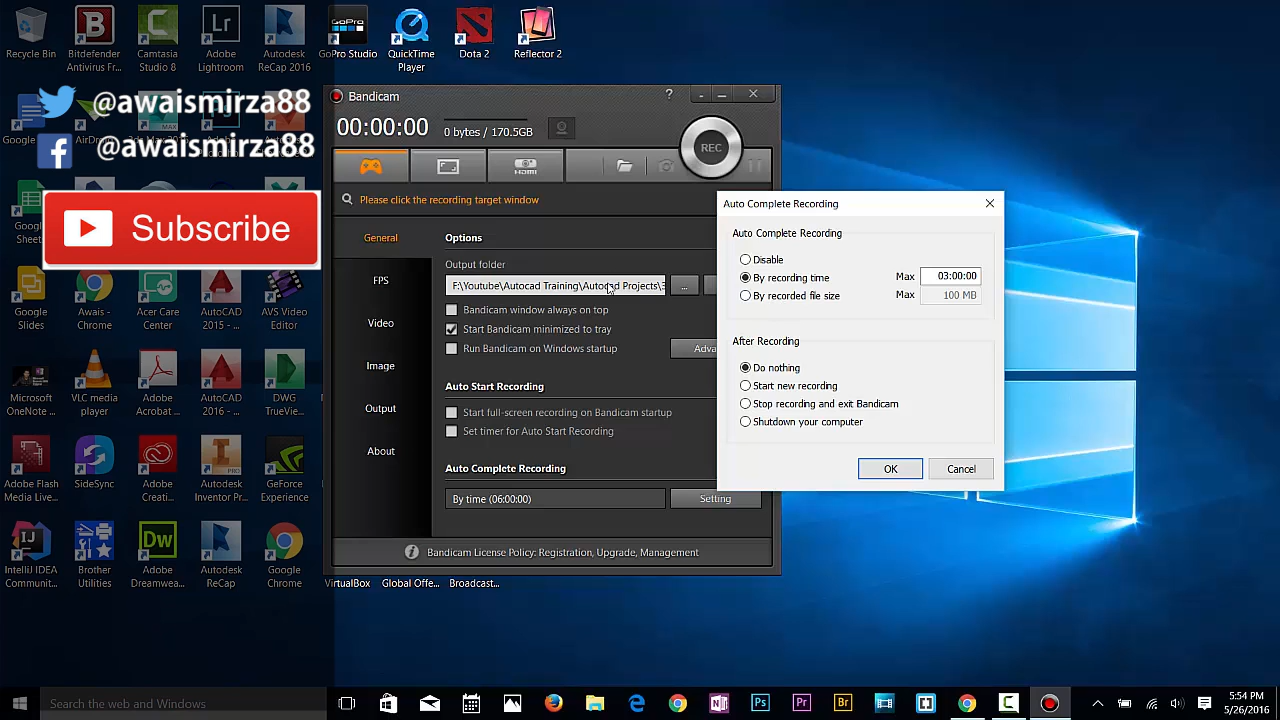 Recycle Bin
Bitdefender
Antivirus Fr...
Camtasia
Studio 8
Adobe
Lightroom
Autodesk
ReCap 2016
GoPro Studio
QuickTime
Player
Dota 2
Reflector 2
@awaismirza88
@awaismirza88
Subscribe
Google
Slides
Awais -
Chrome
Acer Care
Center
AutoCAD
2015 - ...
AVS Video
Editor
Microsoft
OneNote ...
VLC media
player
Adobe
Acrobat ...
AutoCAD
2016 - ...
DWG
TrueView...
Adobe Flash
Media Live...
SideSync
Adobe
Creati...
Autodesk
Inventor Pr...
GeForce
Experience
IntelliJ IDEA
Communit...
Brother
Utilities
Adobe
Dreamwea...
Autodesk
ReCap
Google
Chrome
VirtualBox
Global Offe...
Broadcast...
Bandicam
00:00:00
0 bytes / 170.5GB
REC
HDMI
Please click the recording target window
General
FPS
Video
Image
Output
About
Options
Output folder
F:\Youtube\Autocad Training\Autocad Projects\
...
Bandicam window always on top
Start Bandicam minimized to tray
Run Bandicam on Windows startup
Adva
Auto Start Recording
Start full-screen recording on Bandicam startup
Set timer for Auto Start Recording
Auto Complete Recording
By time (06:00:00)
Setting
Bandicam License Policy: Registration, Upgrade, Management
Auto Complete Recording
Auto Complete Recording
Disable
By recording time
Max
03:00:00
By recorded file size
Max
100 MB
After Recording
Do nothing
Start new recording
Stop recording and exit Bandicam
Shutdown your computer
OK
Cancel
Search the web and Windows
5:54 PM
5/26/2016